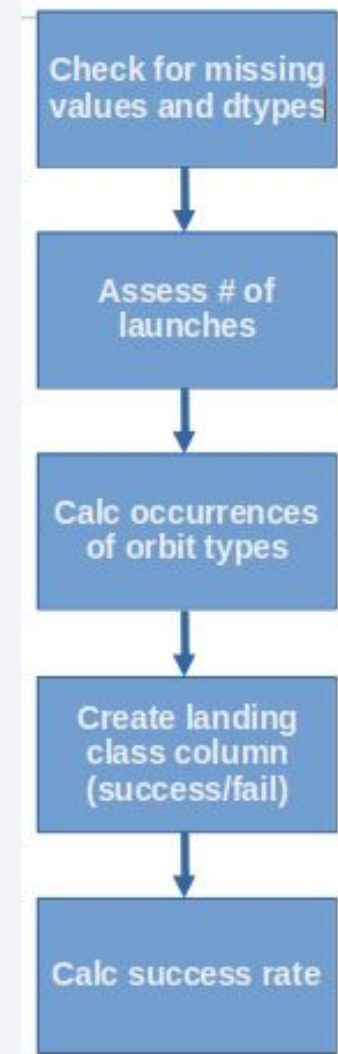 Check for missing
values and dtypes
Assess # of
launches
Calc occurrences
of orbit types
Create landing
class column
(success/fail)
Calc success rate